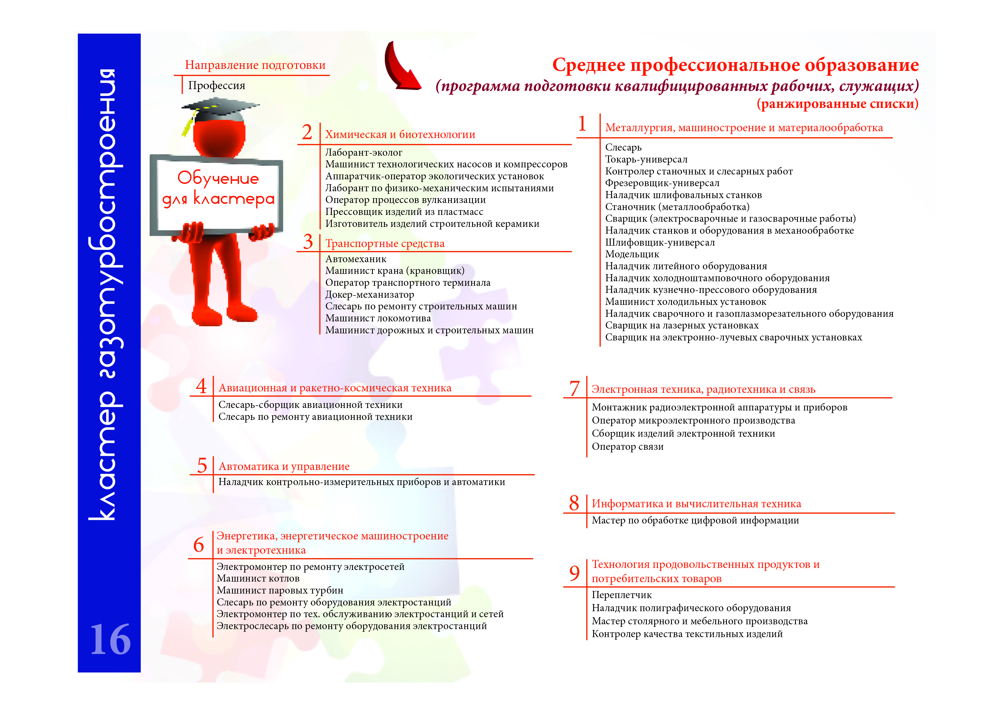 кластер газотурбостроения
16
Направление подготовки
Профессия
Обучение
для кластера
Среднее профессиональное образование
(программа подготовки квалифицированных рабочих, служащих)
(ранжированные списки)
1
Металлургия, машиностроение и материалообработка
Слесарь
Токарь-универсал
Контролер станочных и слесарных работ
Фрезеровщик-универсал
Наладчик шлифовальных станков
Станочник (металлообработка)
Сварщик (электросварочные и газосварочные работы)
Наладчик станков и оборудования в механообработке
Шлифовщик-универсал
Модельщик
Наладчик литейного оборудования
Наладчик холодноштамповочного оборудования
Наладчик кузнечно-прессового оборудования
Машинист холодильных установок
Наладчик сварочного и газоплазморезательного оборудования
Сварщик на лазерных установках
Сварщик на электронно-лучевых сварочных установках
2
Химическая и биотехнологии
Лаборант-эколог
Машинист технологических насосов и компрессоров
Аппаратчик-оператор экологических установок
Лаборант по физико-механическим испытаниями
Оператор процессов вулканизации
Прессовщик изделий из пластмасс
Изготовитель изделий строительной керамики
3
Транспортные средства
Автомеханик
Машинист крана (крановщик)
Оператор транспортного терминала
Докер-механизатор
Слесарь по ремонту строительных машин
Машинист локомотива
Машинист дорожных и строительных машин
4
Авиационная и ракетно-космическая техника
Слесарь-сборщик авиационной техники
Слесарь по ремонту авиационной техники
5
Автоматика и управление
Наладчик контрольно-измерительных приборов и автоматики
6
Энергетика, энергетическое машиностроение
и электротехника
Электромонтер по ремонту электросетей
Машинист котлов
Машинист паровых турбин
Слесарь по ремонту оборудования электростанций
Электромонтер по тех. обслуживанию электростанций и сетей
Электрослесарь по ремонту оборудования электростанций
7
Электронная техника, радиотехника и связь
Монтажник радиоэлектронной аппаратуры и приборов
Оператор микроэлектронного производства
Сборщик изделий электронной техники
Оператор связи
8
Информатика и вычислительная техника
Мастер по обработке цифровой информации
9
Технология продовольственных продуктов и
потребительских товаров
Переплетчик
Наладчик полиграфического оборудования
Мастер столярного и мебельного производства
Контролер качества текстильных изделий